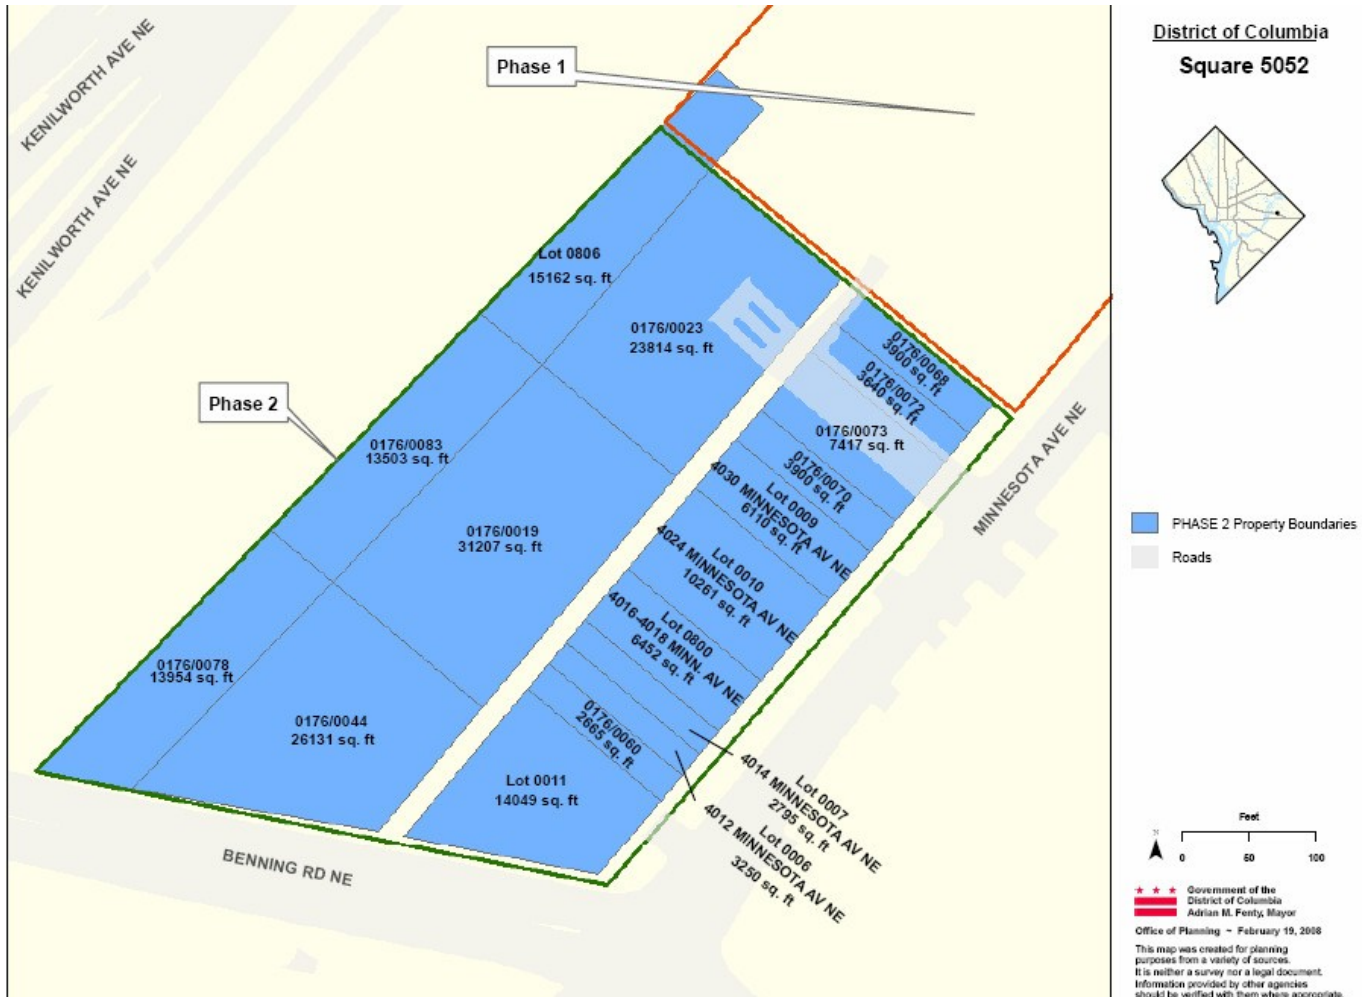 KENILWORTH AVE NE
KENILWORTH AVE NE
Phase 1
Phase 2
Lot 0806
15162 sq. ft
0176/0023
23814 sq. ft
0176/0083
13503 sq. ft
0176/0019
31207 sq. ft
0176/0078
13954 sq. ft
0176/0044
26131 sq. ft
0176/0068
3900 sq. ft
0176/0072
3640 sq. ft
0176/0073
7417 sq. ft
0176/0070
3900 sq. ft
Lot 0009
4030 MINNESOTA AV NE
6110 sq. ft
Lot 0010
4024 MINNESOTA AV NE
10261 sq. ft
Lot 0800
4016-4018 MINN. AV NE
6452 sq. ft
0176/0060
2665 sq. ft
Lot 0011
14049 sq. ft
Lot 0007
4014 MINNESOTA AV NE
2795 sq. ft
Lot 0006
4012 MINNESOTA AV NE
3250 sq. ft
MINNESOTA AVE NE
BENNING RD NE
District of Columbia
Square 5052
PHASE 2 Property Boundaries
Roads
Feet
N
0 50 100
Government of the
District of Columbia
Adrian M. Fenty, Mayor
Office of Planning ~ February 19, 2008
This map was created for planning
purposes from a variety of sources.
It is neither a survey nor a legal document.
Information provided by other agencies
should be verified with them where appropriate.